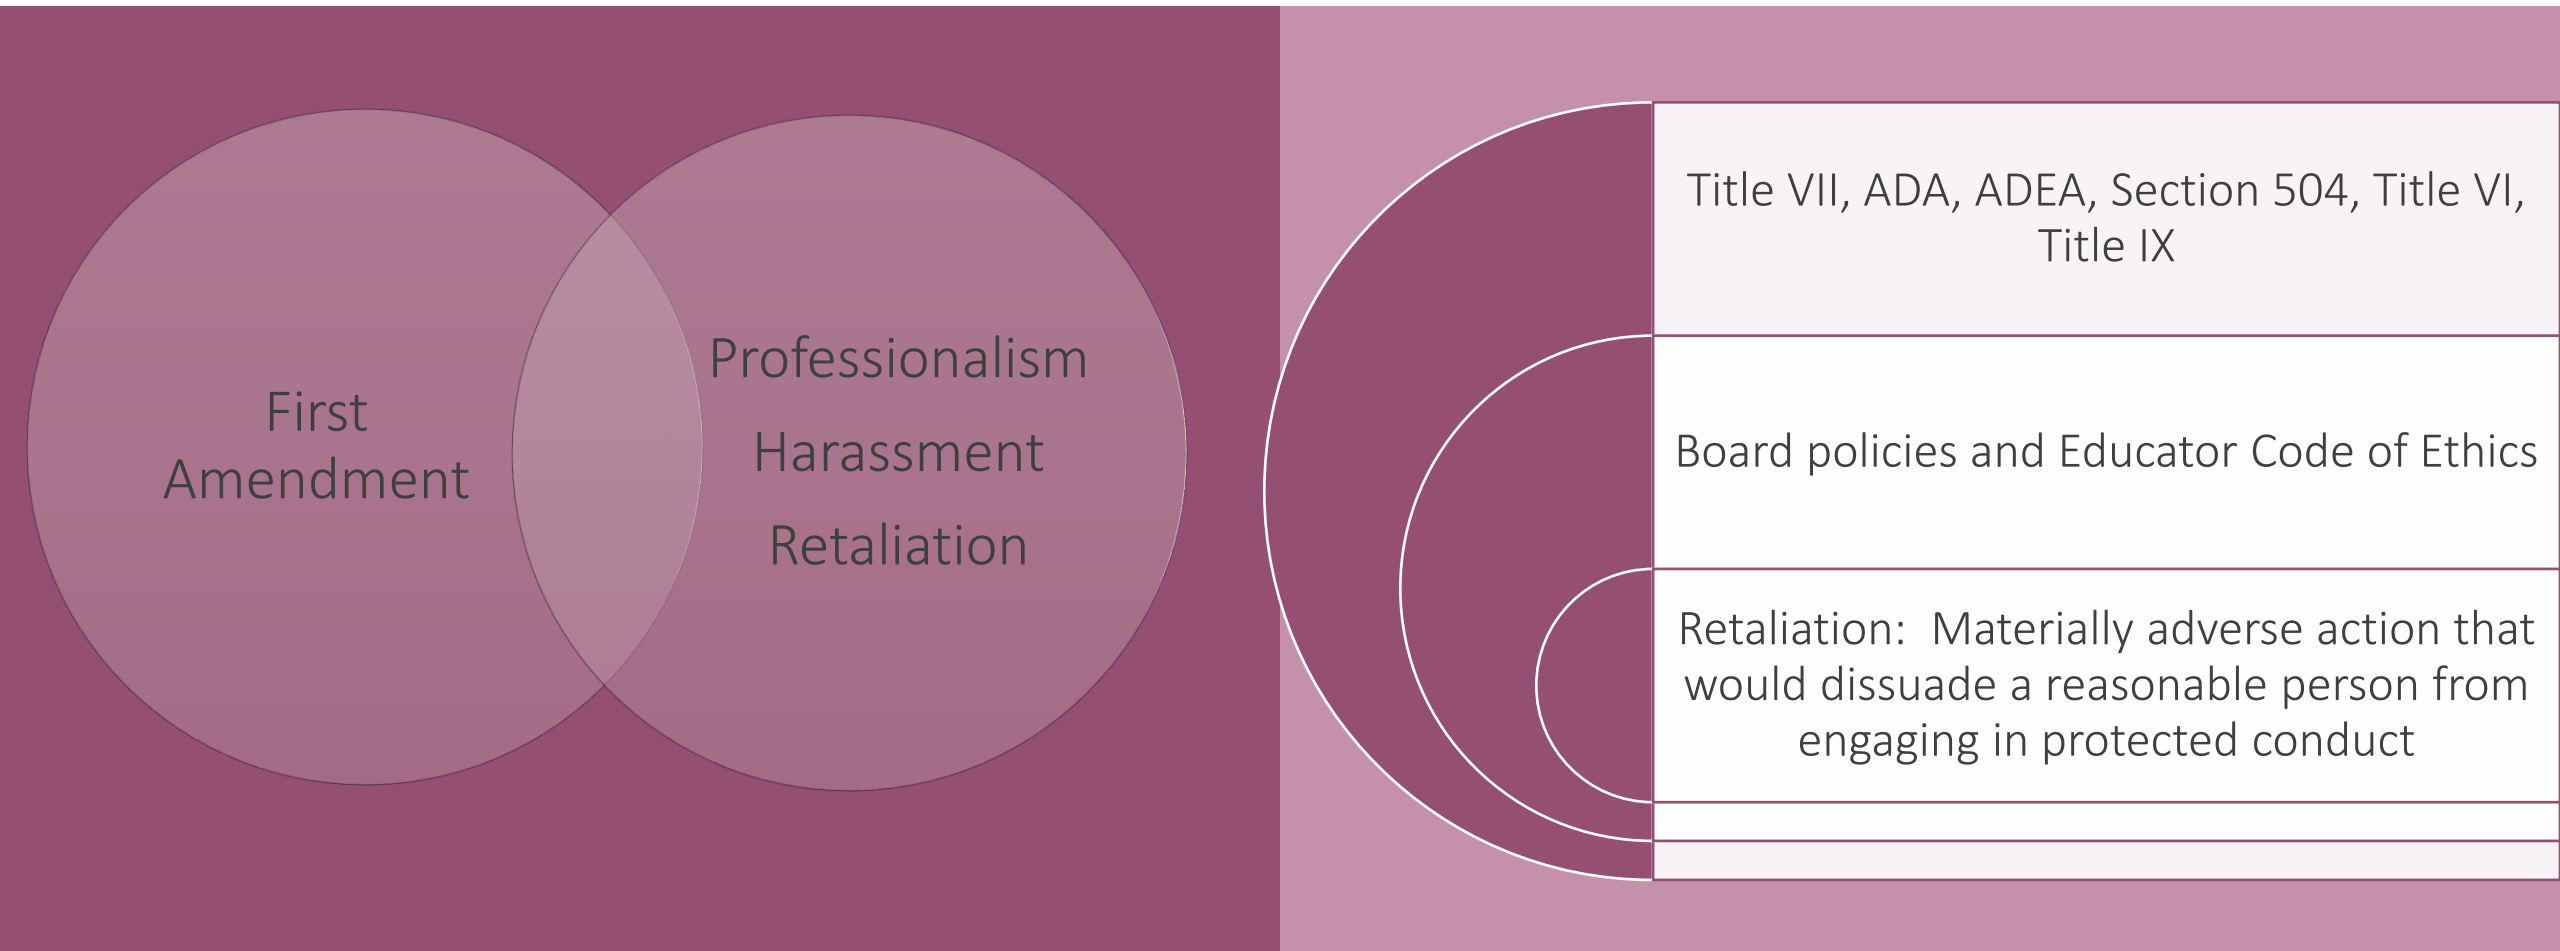 First
Amendment
Professionalism
Harassment
Retaliation
Title VII, ADA, ADEA, Section 504, Title VI,
Title IX
Board policies and Educator Code of Ethics
Retaliation:  Materially adverse action that
would dissuade a reasonable person from
engaging in protected conduct